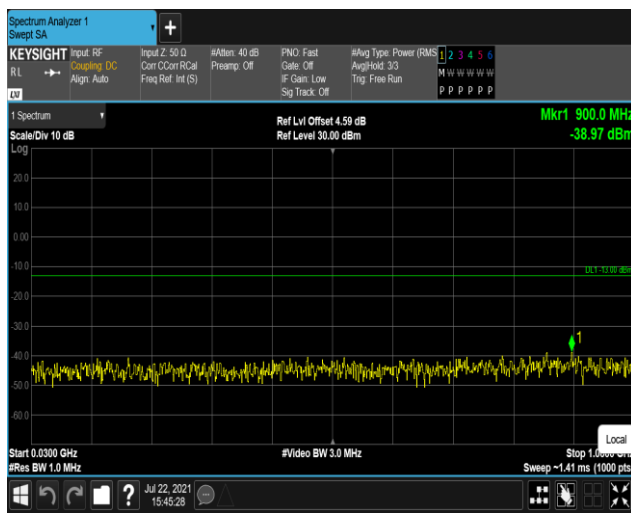 Spectrum Analyzer 1
Swept SA
+
KEYSIGHT Input: RF Input Z: 50 Ω #Atten: 40 dB PNO: Fast #Avg Type: Power (RMS 1 2 3 4 5 6
RL Coupling: DC Corr CCorr RCal Preamp: Off Gate: Off Avg|Hold: 3/3 M W W W W W
Align: Auto Freq Ref: Int (S) IF Gain: Low Trig: Free Run
LXI Sig Track: Off P P P P P P
1 Spectrum Ref Lvl Offset 4.59 dB Mkr1 900.0 MHz
Scale/Div 10 dB Ref Level 30.00 dBm -38.97 dBm
Log
20.0
10.0
0.00
-10.0
DL1 -13.00 dBm
-20.0
-30.0
1
-40.0
-50.0
-60.0
Local
Start 0.0300 GHz #Video BW 3.0 MHz Stop
#Res BW 1.0 MHz Sweep ~1.41 ms (1000 pts
? Jul 22, 2021
15:45:28